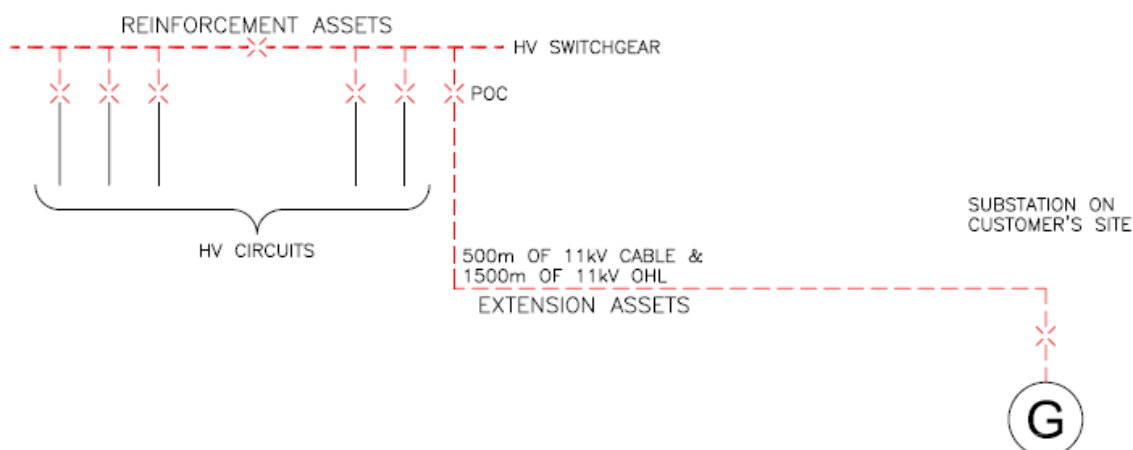 REINFORCEMENT ASSETS
HV SWITCHGEAR
POC
HV CIRCUITS
SUBSTATION ON
CUSTOMER'S SITE
500m OF 11kV CABLE &
1500m OF 11kV OHL
EXTENSION ASSETS
G